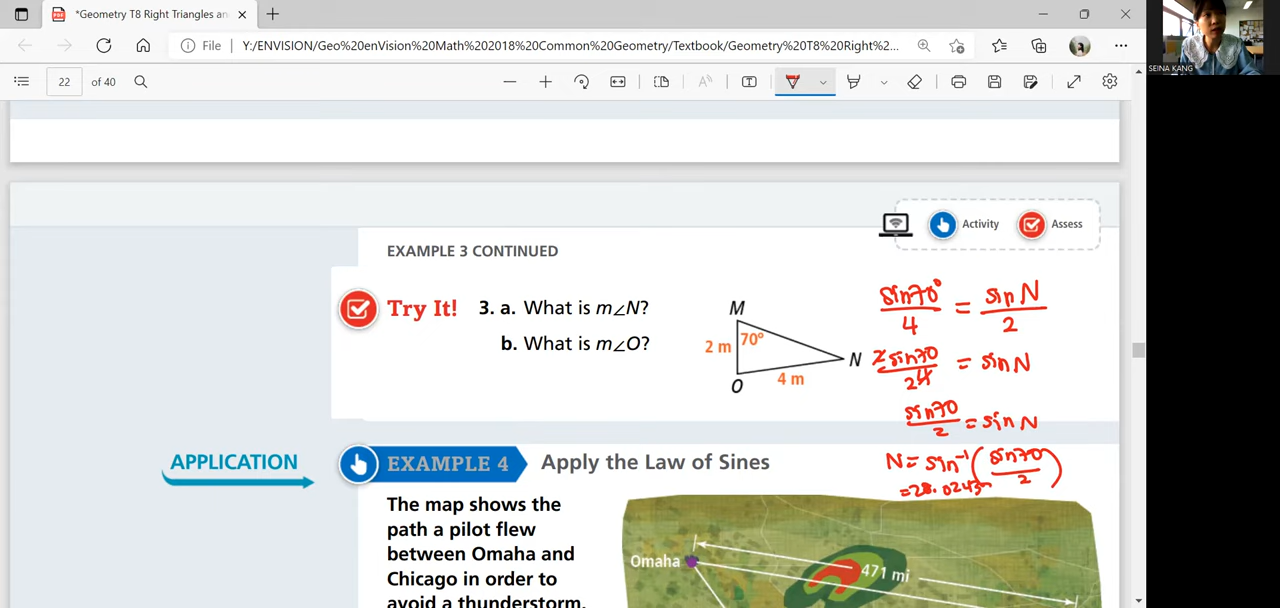 *Geometry T8 Right Triangles an
SEINA KANG
File
Y:/ENVISION/Geo%20enVision%20Math%202018%20Common%20Geometry/Textbook/Geometry%20T8%20Right%2...
22
of 40
Activity
Assess
EXAMPLE 3 CONTINUED
Try It!
3. a. What is m∠N?
b. What is m∠O?
M
2 m
70°
N
4 m
O
sin70° / 4 = sin N / 2
2 sin70 / 24 = sin N
sin70 / 2 = sin N
N = sin⁻¹ ( sin70 / 2 )
APPLICATION
EXAMPLE 4
Apply the Law of Sines
The map shows the
path a pilot flew
between Omaha and
Chicago in order to
avoid a thunderstorm.
Omaha
471 mi